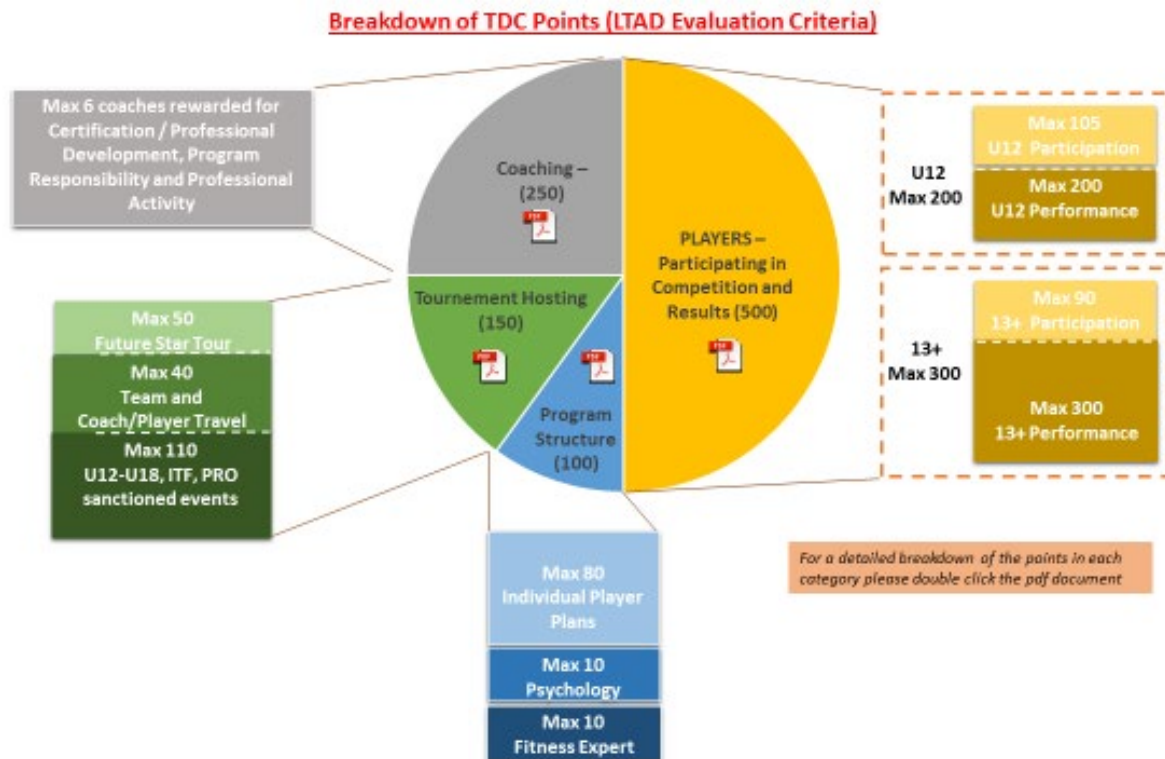 Breakdown of TDC Points (LTAD Evaluation Criteria)
Max 6 coaches rewarded for
Certification / Professional
Development, Program
Responsibility and Professional
Activity
Coaching –
(250)
PDF
PLAYERS –
Participating in
Competition and
Results (500)
PDF
Tournement Hosting
(150)
PDF
PDF
Program
Structure
(100)
U12
Max 200
Max 105
U12 Participation
Max 200
U12 Performance
13+
Max 300
Max 90
13+ Participation
Max 300
13+ Performance
Max 50
Future Star Tour
Max 40
Team and
Coach/Player Travel
Max 110
U12-U18, ITF, PRO
sanctioned events
Max 80
Individual Player
Plans
Max 10
Psychology
Max 10
Fitness Expert
For a detailed breakdown of the points in each
category please double click the pdf document